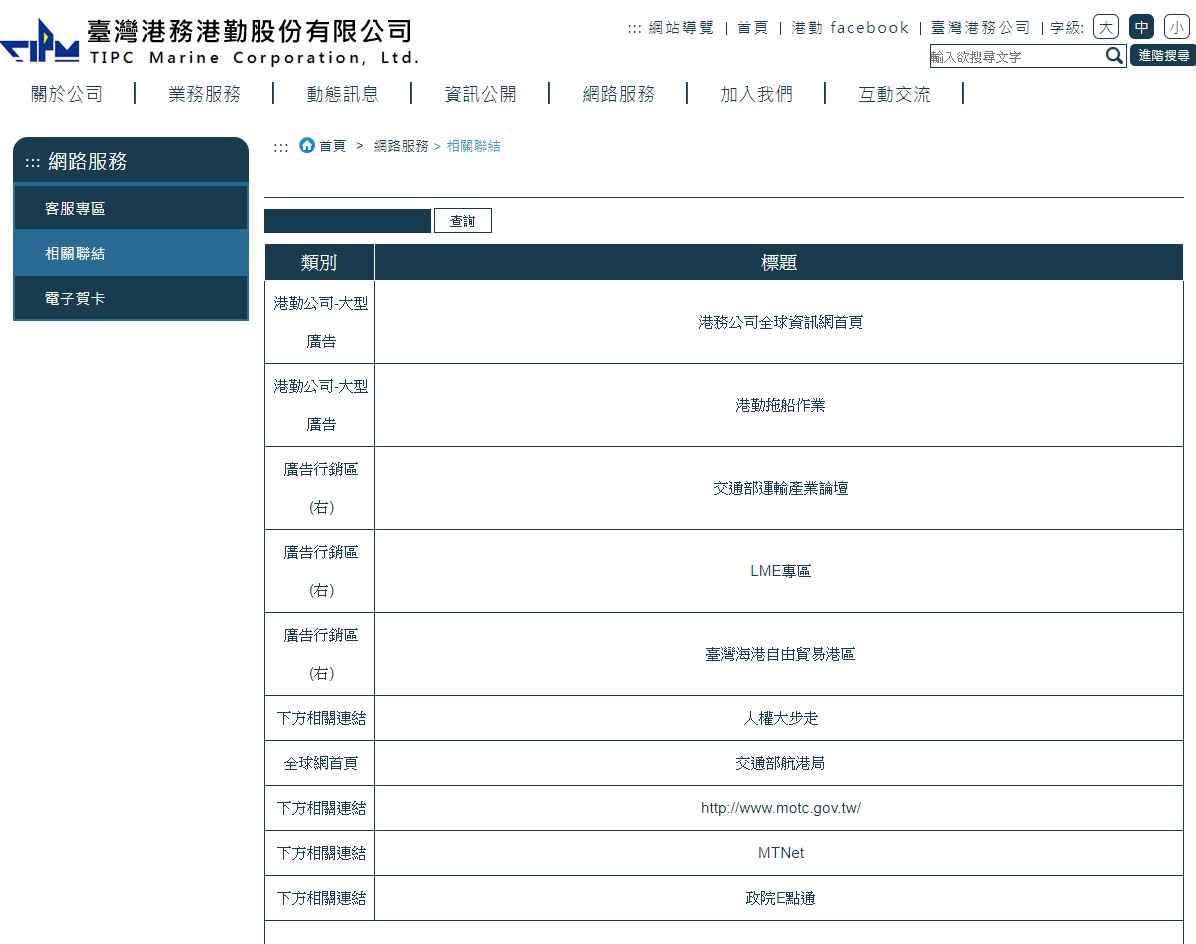 臺灣港務港勤股份有限公司
TIPC Marine Corporation, Ltd.
::: 網站導覽 | 首頁 | 港勤 facebook | 臺灣港務公司 | 字級: 大 中 小
輸入欲搜尋文字 進階搜尋
關於公司 業務服務 動態訊息 資訊公開 網路服務 加入我們 互動交流
::: 網路服務
客服專區
相關聯結
電子賀卡
::: 首頁 > 網路服務 > 相關聯結
查詢
類別 標題
港勤公司-大型
廣告
港務公司全球資訊網首頁
港勤公司-大型
廣告
港勤拖船作業
廣告行銷區
(右)
交通部運輸產業論壇
廣告行銷區
(右)
LME專區
廣告行銷區
(右)
臺灣海港自由貿易港區
下方相關連結 人權大步走
全球網首頁 交通部航港局
下方相關連結 http://www.motc.gov.tw/
下方相關連結 MTNet
下方相關連結 政院E點通